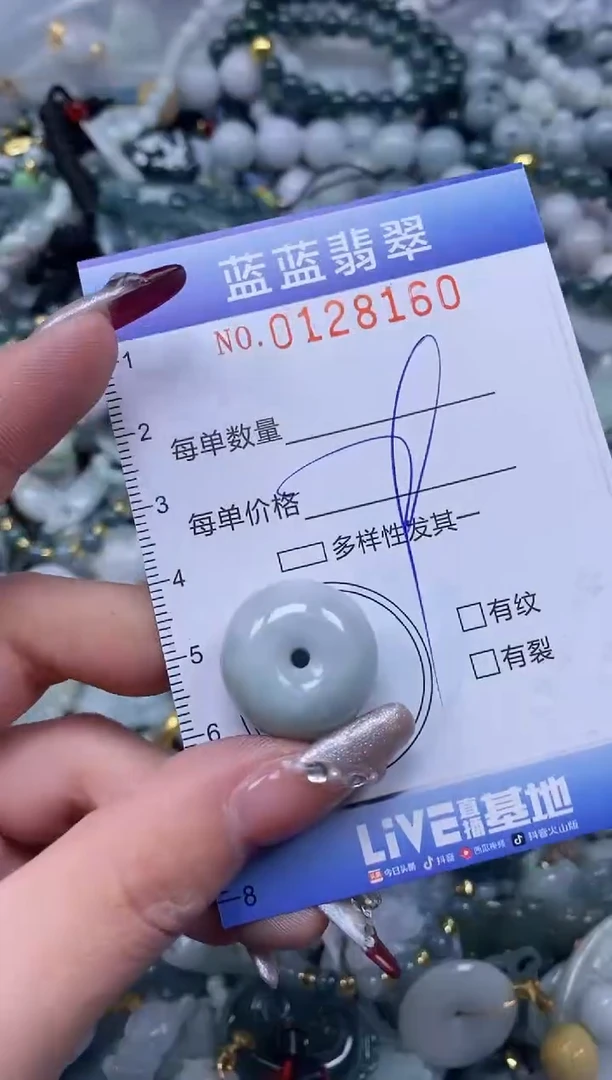 蓝蓝翡翠
NO.0128160
1
2
每单数量
3
每单价格
多样性发其一
4
有纹
5
有裂
6
LiVE直播基地
今日头条 抖音 西瓜视频 抖音火山版
8